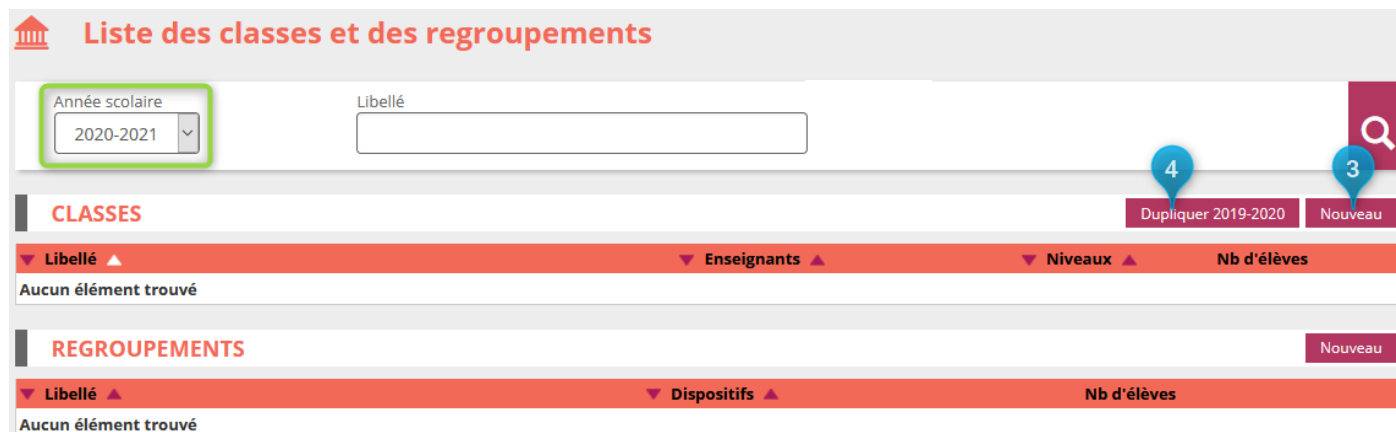 Liste des classes et des regroupements
Année scolaire Libellé
2020-2021
4 3
CLASSES Dupliquer 2019-2020 Nouveau
Libellé Enseignants Niveaux Nb d'élèves
Aucun élément trouvé
REGROUPEMENTS Nouveau
Libellé Dispositifs Nb d'élèves
Aucun élément trouvé